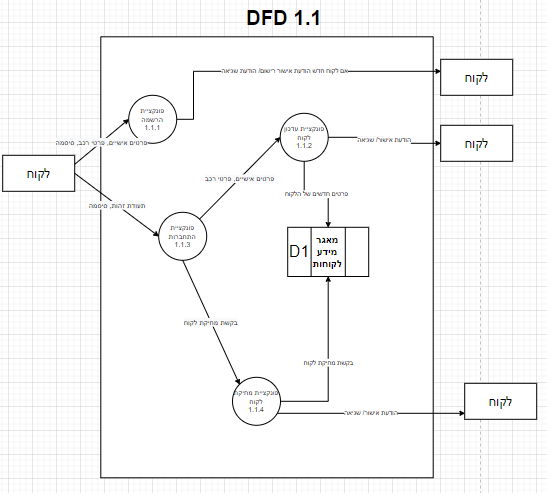 DFD 1.1
אם לקוח חדש הודעת אישור רישום/ הודעת שגיאה
לקוח
פונקציית
הרשמה
1.1.1
פרטים אישיים, פרטי רכב, סיסמה
פונקציית עדכון
לקוח
1.1.2
הודעת אישור/ שגיאה
לקוח
לקוח
פרטים אישיים, פרטי רכב
פרטים חדשים של הלקוח
תעודת זהות, סיסמה
פונקציית
התחברות
1.1.3
D1
מאגר
מידע
לקוחות
בקשת מחיקת לקוח
בקשת מחיקת לקוח
פונקציית מחיקת
לקוח
1.1.4
הודעת אישור/ שגיאה
לקוח